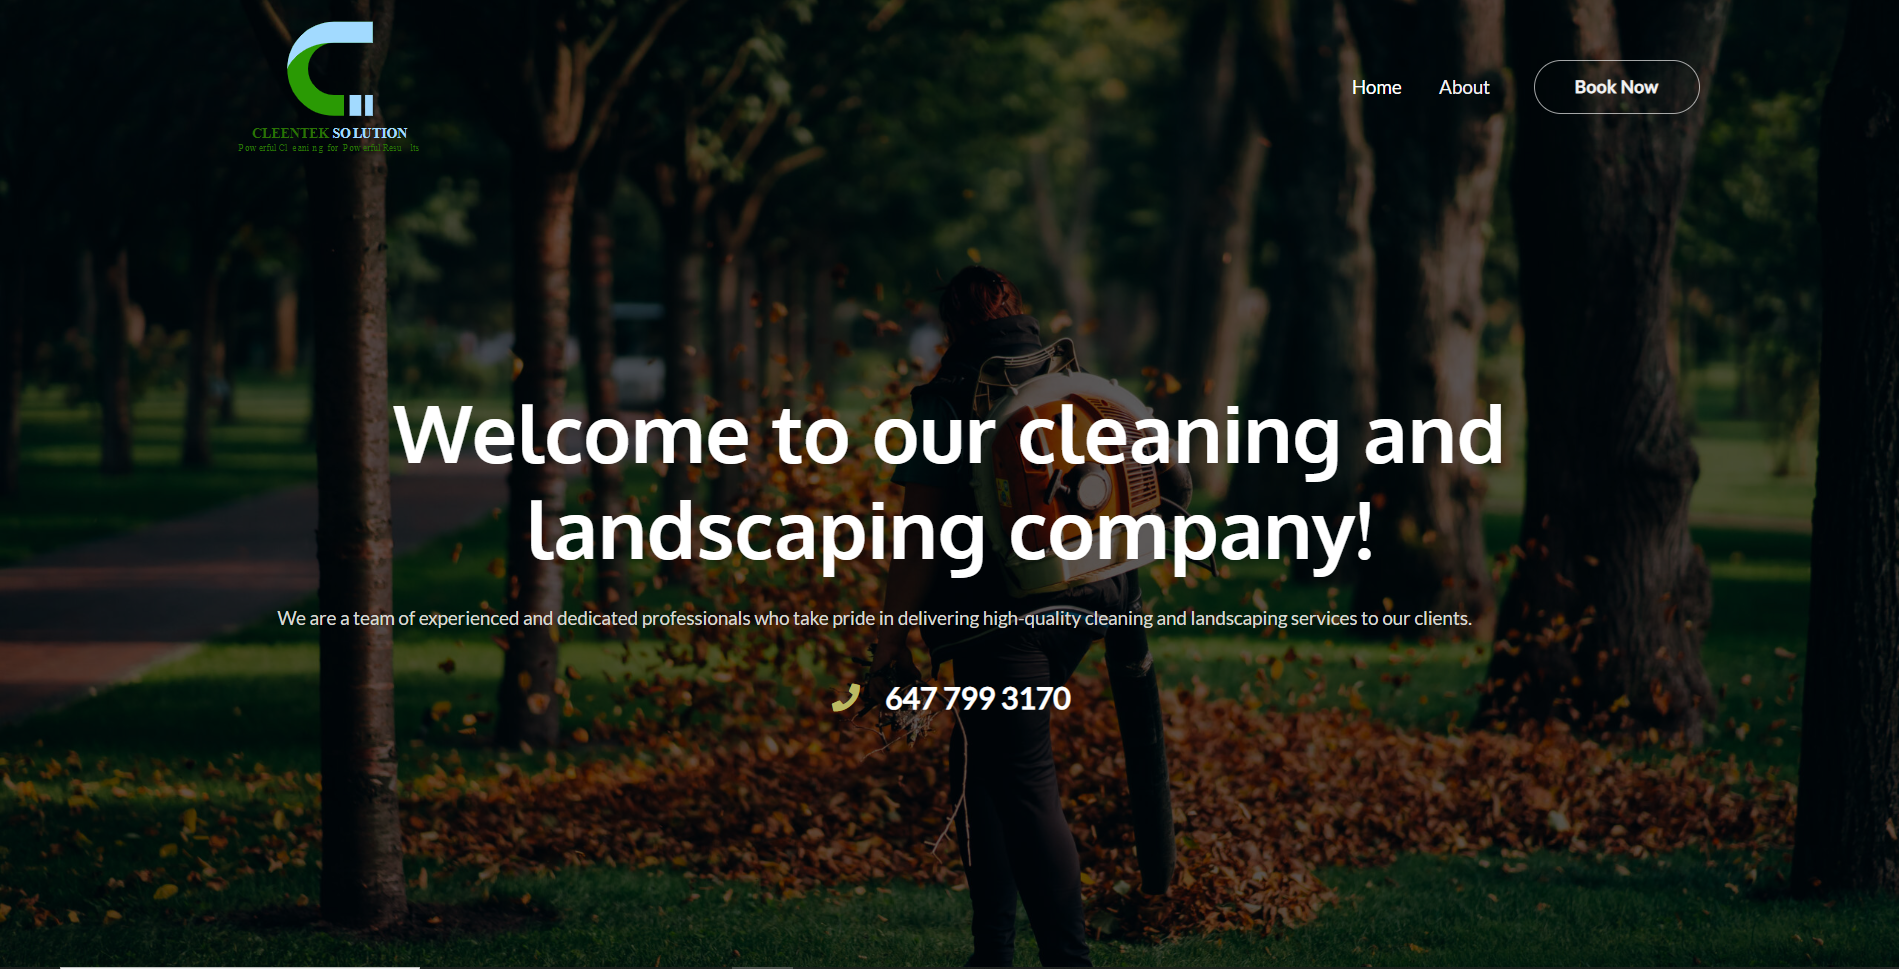 CLEENTEK SOLUTION
Powerful Cleaning for Powerful Results
Home
About
Book Now
Welcome to our cleaning and
landscaping company!
We are a team of experienced and dedicated professionals who take pride in delivering high-quality cleaning and landscaping services to our clients.
647 799 3170